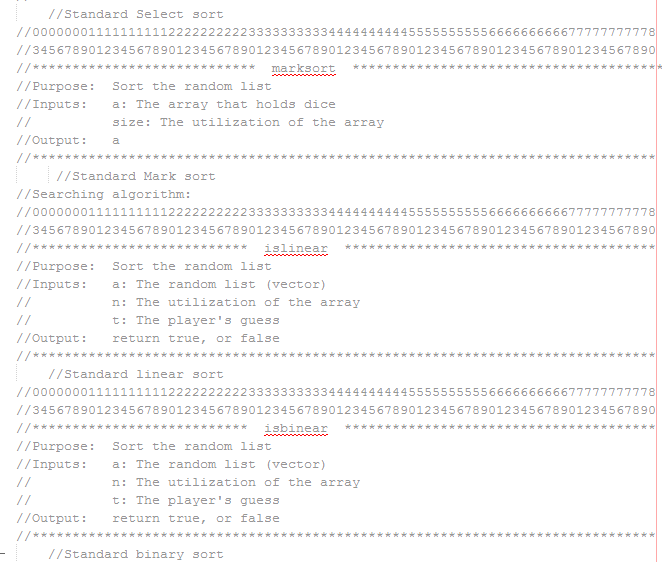 //Standard Select sort
//000000011111111112222222222333333333344444444445555555555666666666677777777778
//345678901234567890123456789012345678901234567890123456789012345678901234567890
//****************************  marksort  ***************************************
//Purpose:  Sort the random list
//Inputs:   a: The array that holds dice
//          size: The utilization of the array
//Output:   a
//******************************************************************************
//Standard Mark sort
//Searching algorithm:
//000000011111111112222222222333333333344444444445555555555666666666677777777778
//345678901234567890123456789012345678901234567890123456789012345678901234567890
//***************************  islinear  ***************************************
//Purpose:  Sort the random list
//Inputs:   a: The random list (vector)
//          n: The utilization of the array
//          t: The player's guess
//Output:   return true, or false
//******************************************************************************
//Standard linear sort
//000000011111111112222222222333333333344444444445555555555666666666677777777778
//345678901234567890123456789012345678901234567890123456789012345678901234567890
//***************************  isbinear  ***************************************
//Purpose:  Sort the random list
//Inputs:   a: The random list (vector)
//          n: The utilization of the array
//          t: The player's guess
//Output:   return true, or false
//******************************************************************************
//Standard binary sort